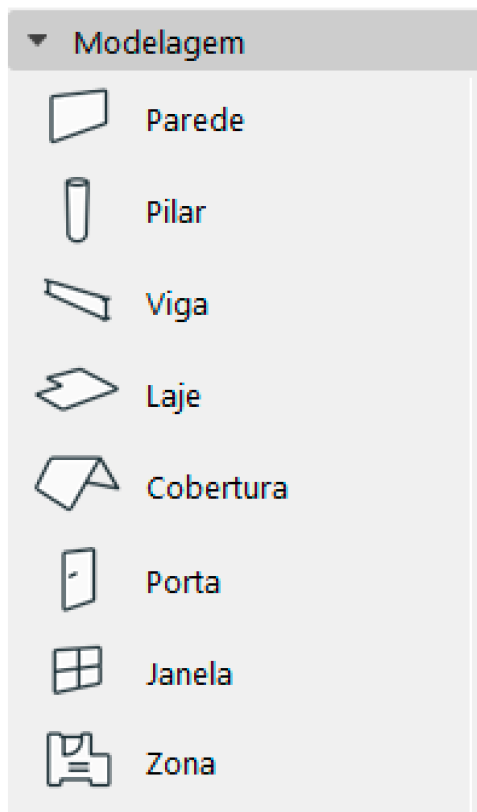 Modelagem
Parede
Pilar
Viga
Laje
Cobertura
Porta
Janela
Zona